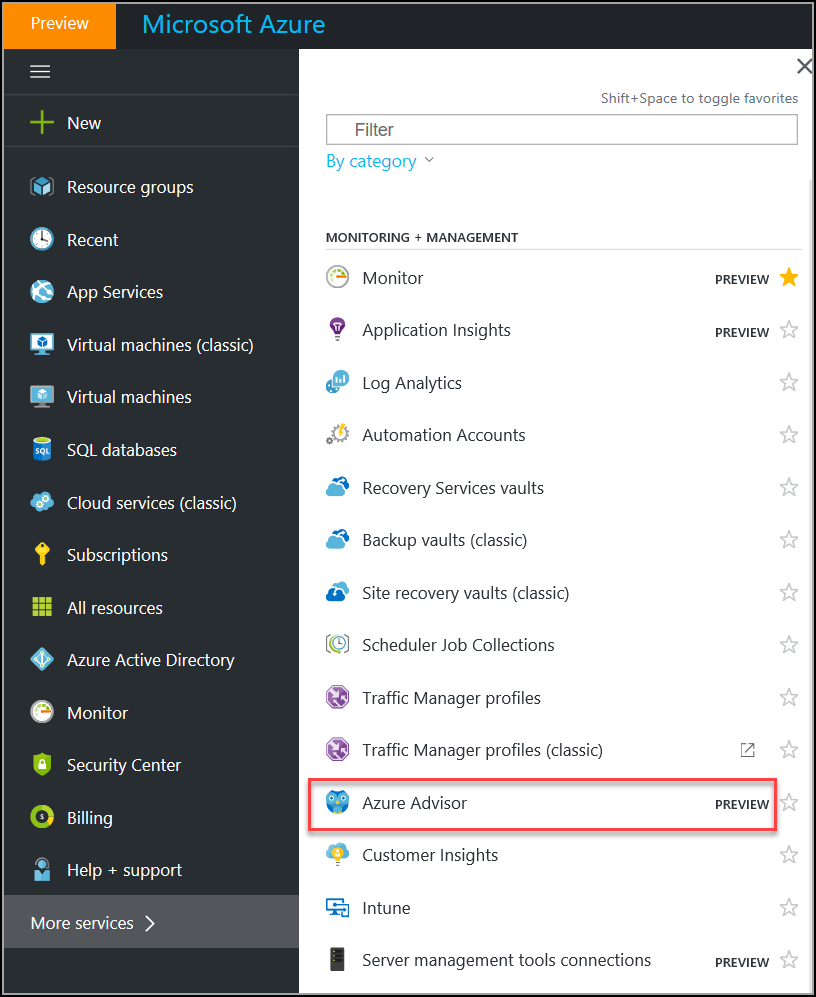 Preview
Microsoft Azure
New
Resource groups
Recent
App Services
Virtual machines (classic)
Virtual machines
SQL
SQL databases
Cloud services (classic)
Subscriptions
All resources
Azure Active Directory
Monitor
Security Center
Billing
Help + support
More services
Shift+Space to toggle favorites
Filter
By category
MONITORING + MANAGEMENT
Monitor PREVIEW
Application Insights PREVIEW
Log Analytics
Automation Accounts
Recovery Services vaults
Backup vaults (classic)
Site recovery vaults (classic)
Scheduler Job Collections
Traffic Manager profiles
Traffic Manager profiles (classic)
Azure Advisor PREVIEW
Customer Insights
Intune
Server management tools connections PREVIEW